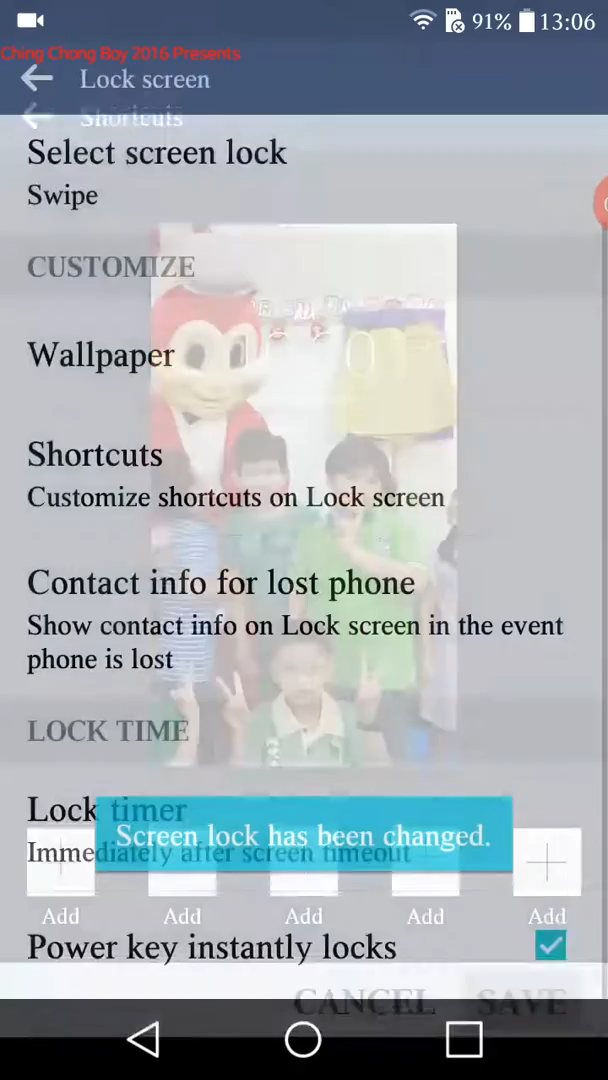 91% 13:06
Ching Chong Boy 2016 Presents
Lock screen
Shortcuts
Select screen lock
Swipe
CUSTOMIZE
Wallpaper
Shortcuts
Customize shortcuts on Lock screen
Contact info for lost phone
Show contact info on Lock screen in the event
phone is lost
LOCK TIME
Lock timer
Screen lock has been changed.
Immediately after screen timeout
Add Add Add Add Add
Power key instantly locks
CANCEL SAVE